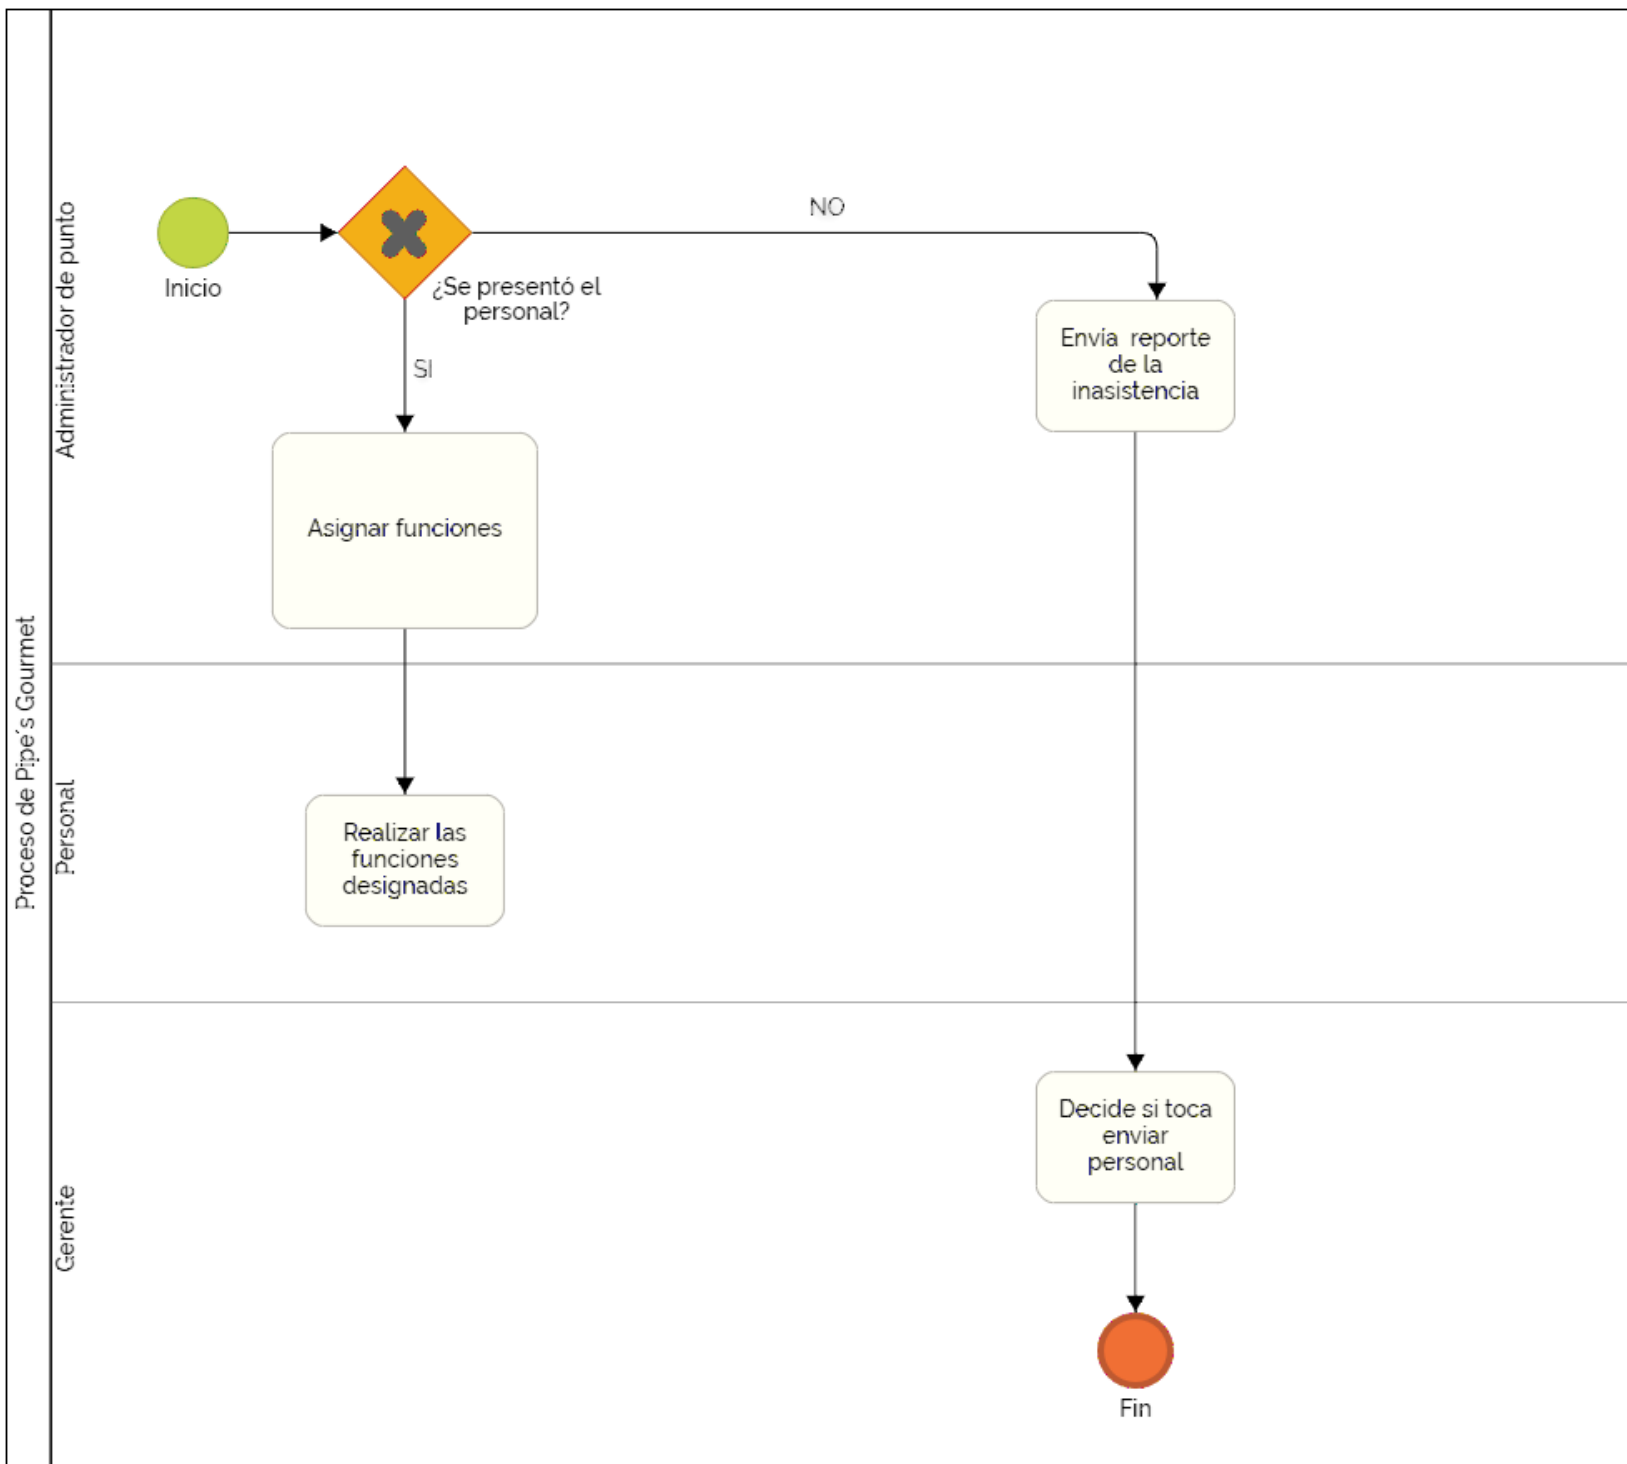 Proceso de Pipe´s Gourmet
Administrador de punto
Inicio
¿Se presentó el
personal?
NO
SI
Envía  reporte
de la
inasistencia
Asignar funciones
Personal
Realizar las
funciones
designadas
Gerente
Decide si toca
enviar
personal
Fin